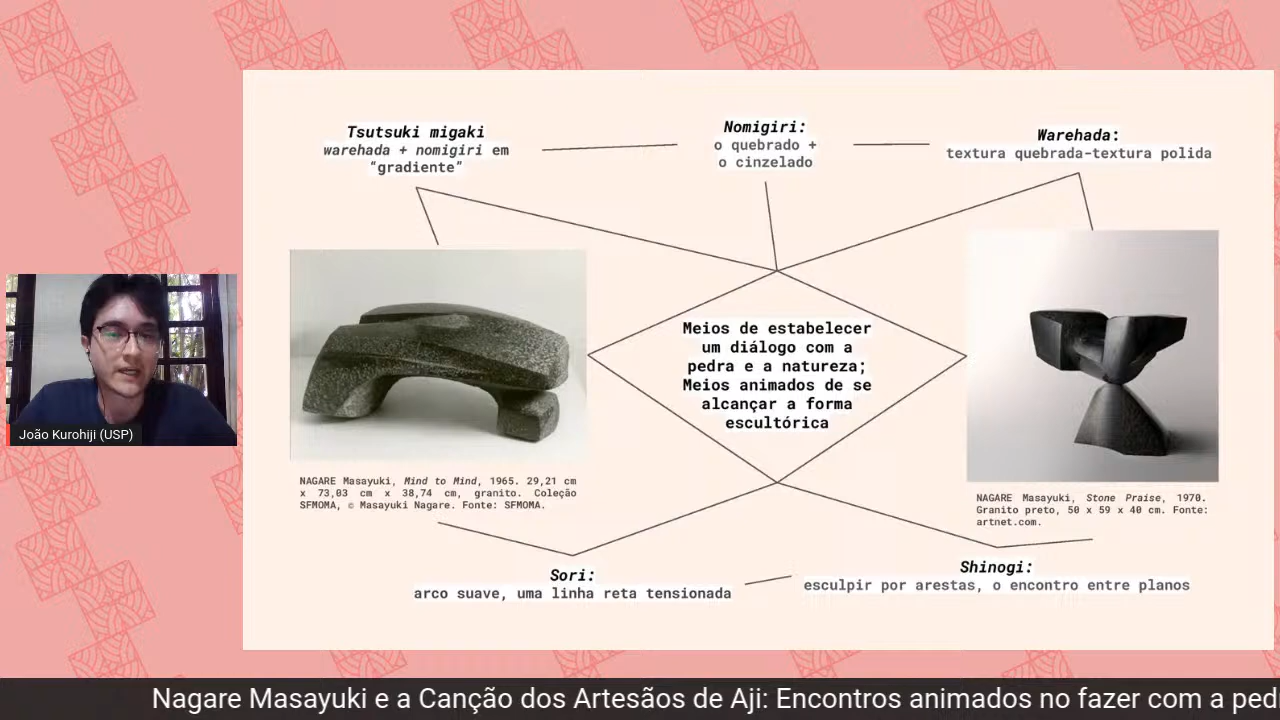 Tsutsuki migaki
warehada + nomigiri em
“gradiente”
Nomigiri:
o quebrado +
o cinzelado
Warehada:
textura quebrada-textura polida
Meios de estabelecer
um diálogo com a
pedra e a natureza;
Meios animados de se
alcançar a forma
escultórica
João Kurohiji (USP)
NAGARE Masayuki, Mind to Mind, 1965. 29,21 cm
x 73,03 cm x 38,74 cm, granito. Coleção
SFMOMA, © Masayuki Nagare. Fonte: SFMOMA.
NAGARE Masayuki, Stone Praise, 1970.
Granito preto, 50 x 59 x 40 cm. Fonte:
artnet.com.
Sori:
arco suave, uma linha reta tensionada
Shinogi:
esculpir por arestas, o encontro entre planos
Nagare Masayuki e a Canção dos Artesãos de Aji: Encontros animados no fazer com a ped